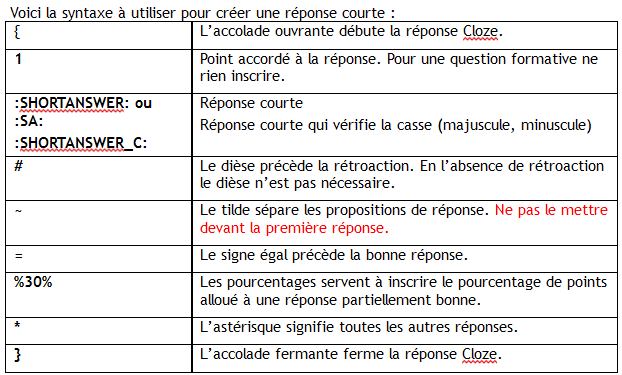 Voici la syntaxe à utiliser pour créer une réponse courte :
{
L’accolade ouvrante débute la réponse Cloze.
1
Point accordé à la réponse. Pour une question formative ne
rien inscrire.
:SHORTANSWER: ou
:SA:
:SHORTANSWER_C:
Réponse courte
Réponse courte qui vérifie la casse (majuscule, minuscule)
#
Le dièse précède la rétroaction. En l’absence de rétroaction
le dièse n’est pas nécessaire.
~
Le tilde sépare les propositions de réponse. Ne pas le mettre
devant la première réponse.
=
Le signe égal précède la bonne réponse.
%30%
Les pourcentages servent à inscrire le pourcentage de points
alloué à une réponse partiellement bonne.
*
L’astérisque signifie toutes les autres réponses.
}
L’accolade fermante ferme la réponse Cloze.